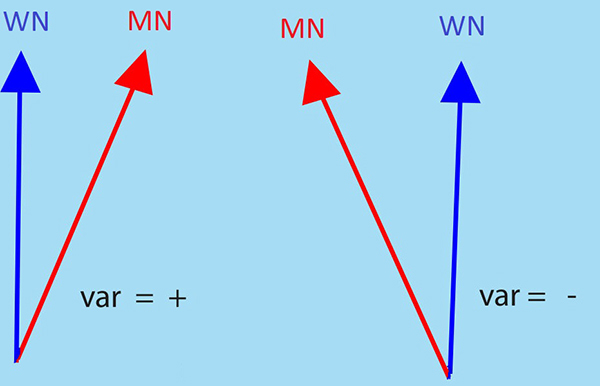 WN MN
var = +
MN WN
var = -